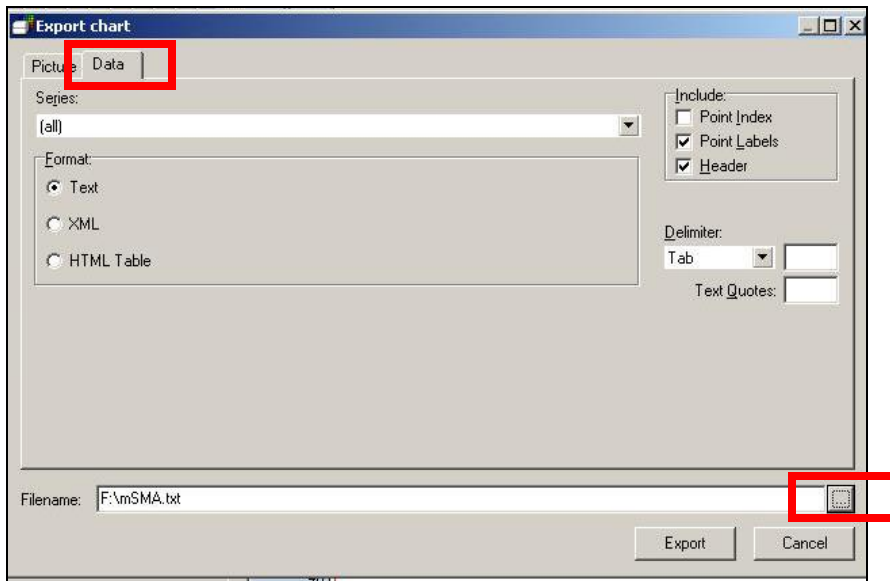 Export chart
Picture Data
Series:
(all)
Format:
Text
XML
HTML Table
Include:
Point Index
Point Labels
Header
Delimiter:
Tab
Text Quotes:
Filename: F:\mSMA.txt ...
Export Cancel